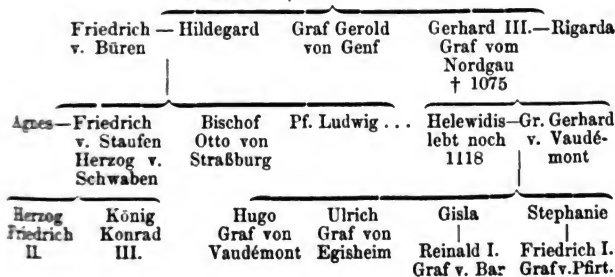 Friedrich — Hildegard Graf Gerold Gerhard III.—Rigarda
v. Büren von Genf Graf vom
Nordgau
† 1075
Agnes—Friedrich Bischof Pf. Ludwig ... Helewidis—Gr. Gerhard
v. Staufen Otto von lebt noch v. Vaudé-
Herzog v. Straßburg 1118 mont
Schwaben
Herzog König Hugo Ulrich Gisla Stephanie
Friedrich Konrad Graf von Graf von | |
II. III. Vaudémont Egisheim Reinald I. Friedrich I.
Graf v. Bar Graf v. Pfirt.